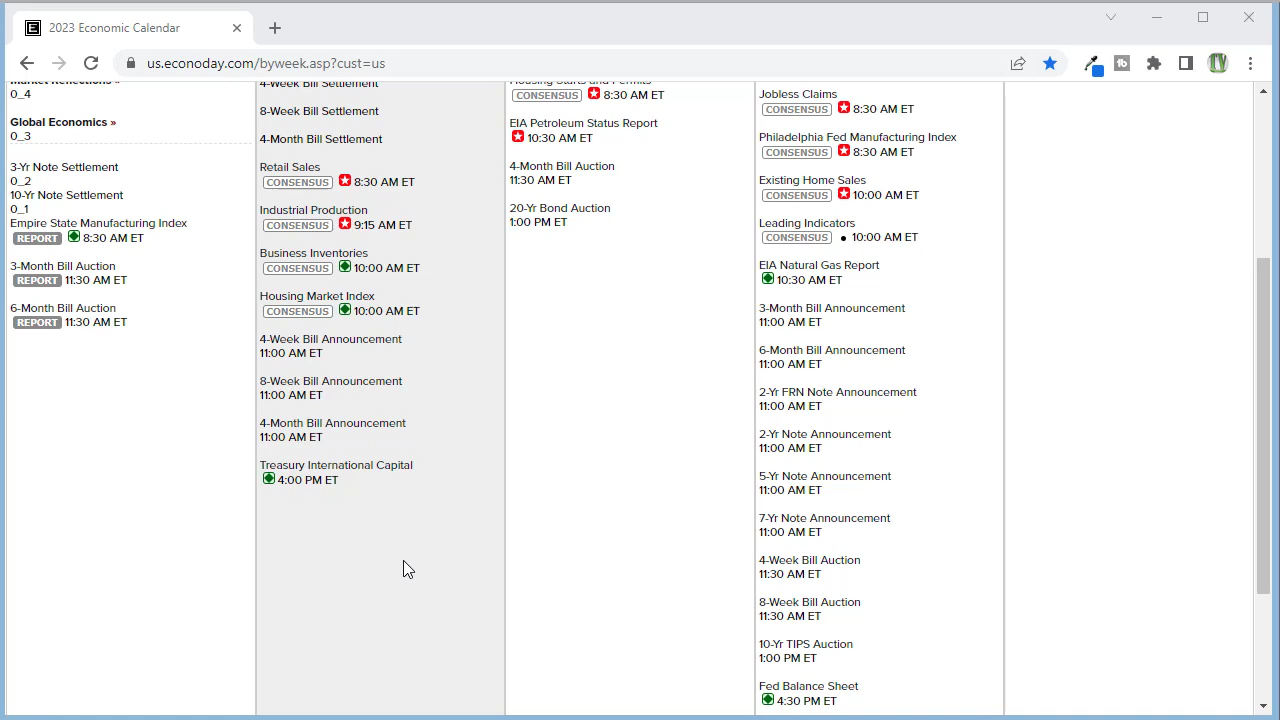 2023 Economic Calendar
us.econoday.com/byweek.asp?cust=us
Market Reflections »
0_4
Global Economics »
0_3
3-Yr Note Settlement
0_2
10-Yr Note Settlement
0_1
Empire State Manufacturing Index
REPORT 8:30 AM ET
3-Month Bill Auction
REPORT 11:30 AM ET
6-Month Bill Auction
REPORT 11:30 AM ET
4-Week Bill Settlement
8-Week Bill Settlement
4-Month Bill Settlement
Retail Sales
CONSENSUS 8:30 AM ET
Industrial Production
CONSENSUS 9:15 AM ET
Business Inventories
CONSENSUS 10:00 AM ET
Housing Market Index
CONSENSUS 10:00 AM ET
4-Week Bill Announcement
11:00 AM ET
8-Week Bill Announcement
11:00 AM ET
4-Month Bill Announcement
11:00 AM ET
Treasury International Capital
4:00 PM ET
Housing Starts and Permits
CONSENSUS 8:30 AM ET
EIA Petroleum Status Report
10:30 AM ET
4-Month Bill Auction
11:30 AM ET
20-Yr Bond Auction
1:00 PM ET
Jobless Claims
CONSENSUS 8:30 AM ET
Philadelphia Fed Manufacturing Index
CONSENSUS 8:30 AM ET
Existing Home Sales
CONSENSUS 10:00 AM ET
Leading Indicators
CONSENSUS 10:00 AM ET
EIA Natural Gas Report
10:30 AM ET
3-Month Bill Announcement
11:00 AM ET
6-Month Bill Announcement
11:00 AM ET
2-Yr FRN Note Announcement
11:00 AM ET
2-Yr Note Announcement
11:00 AM ET
5-Yr Note Announcement
11:00 AM ET
7-Yr Note Announcement
11:00 AM ET
4-Week Bill Auction
11:30 AM ET
8-Week Bill Auction
11:30 AM ET
10-Yr TIPS Auction
1:00 PM ET
Fed Balance Sheet
4:30 PM ET